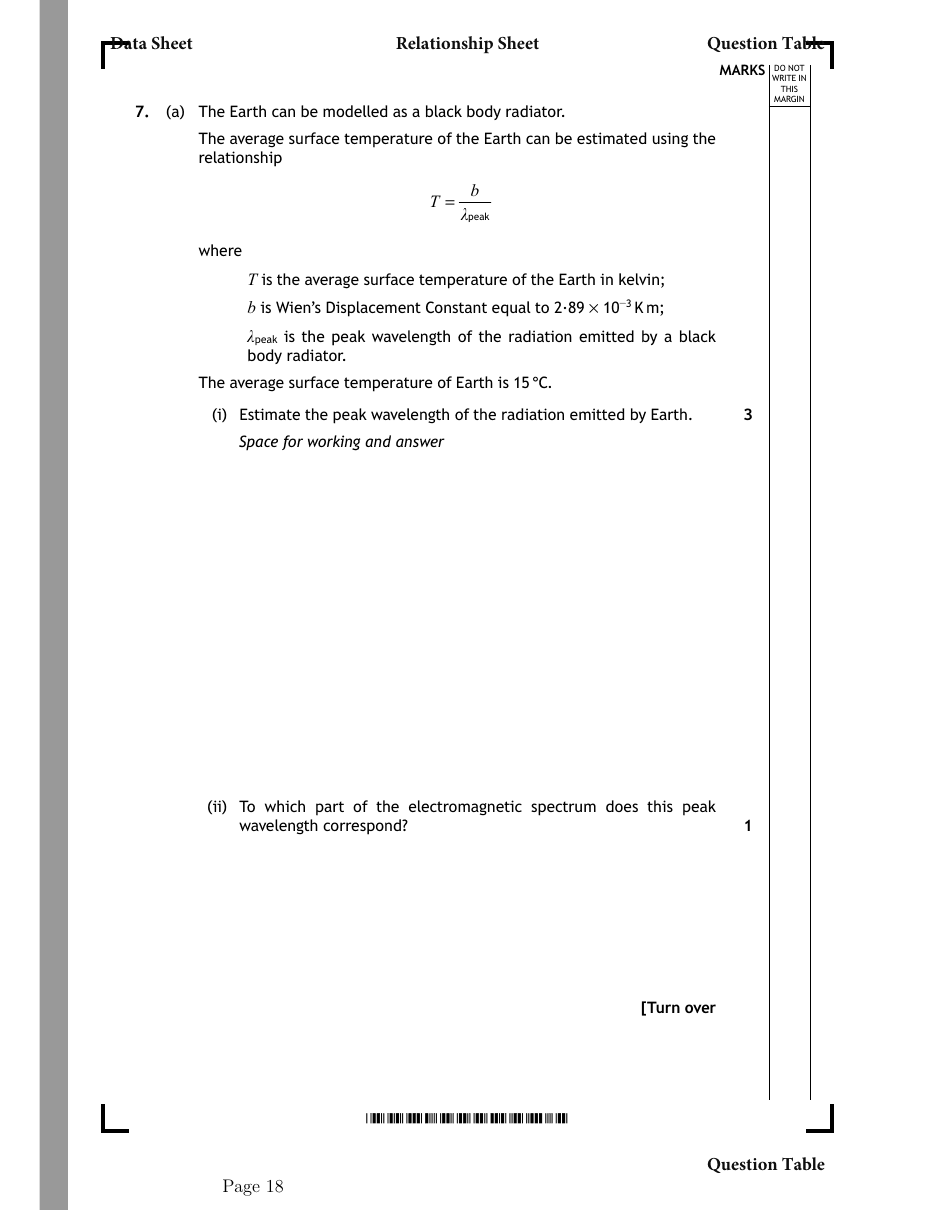 Data Sheet Relationship Sheet Question Table
MARKS
DO NOT
WRITE IN
THIS
MARGIN
7. (a) The Earth can be modelled as a black body radiator.
The average surface temperature of the Earth can be estimated using the
relationship
T = b / λpeak
where
T is the average surface temperature of the Earth in kelvin;
b is Wien’s Displacement Constant equal to 2·89 × 10⁻³ K m;
λpeak is the peak wavelength of the radiation emitted by a black
body radiator.
The average surface temperature of Earth is 15 °C.
(i) Estimate the peak wavelength of the radiation emitted by Earth. 3
Space for working and answer
(ii) To which part of the electromagnetic spectrum does this peak
wavelength correspond? 1
[Turn over
Question Table
Page 18